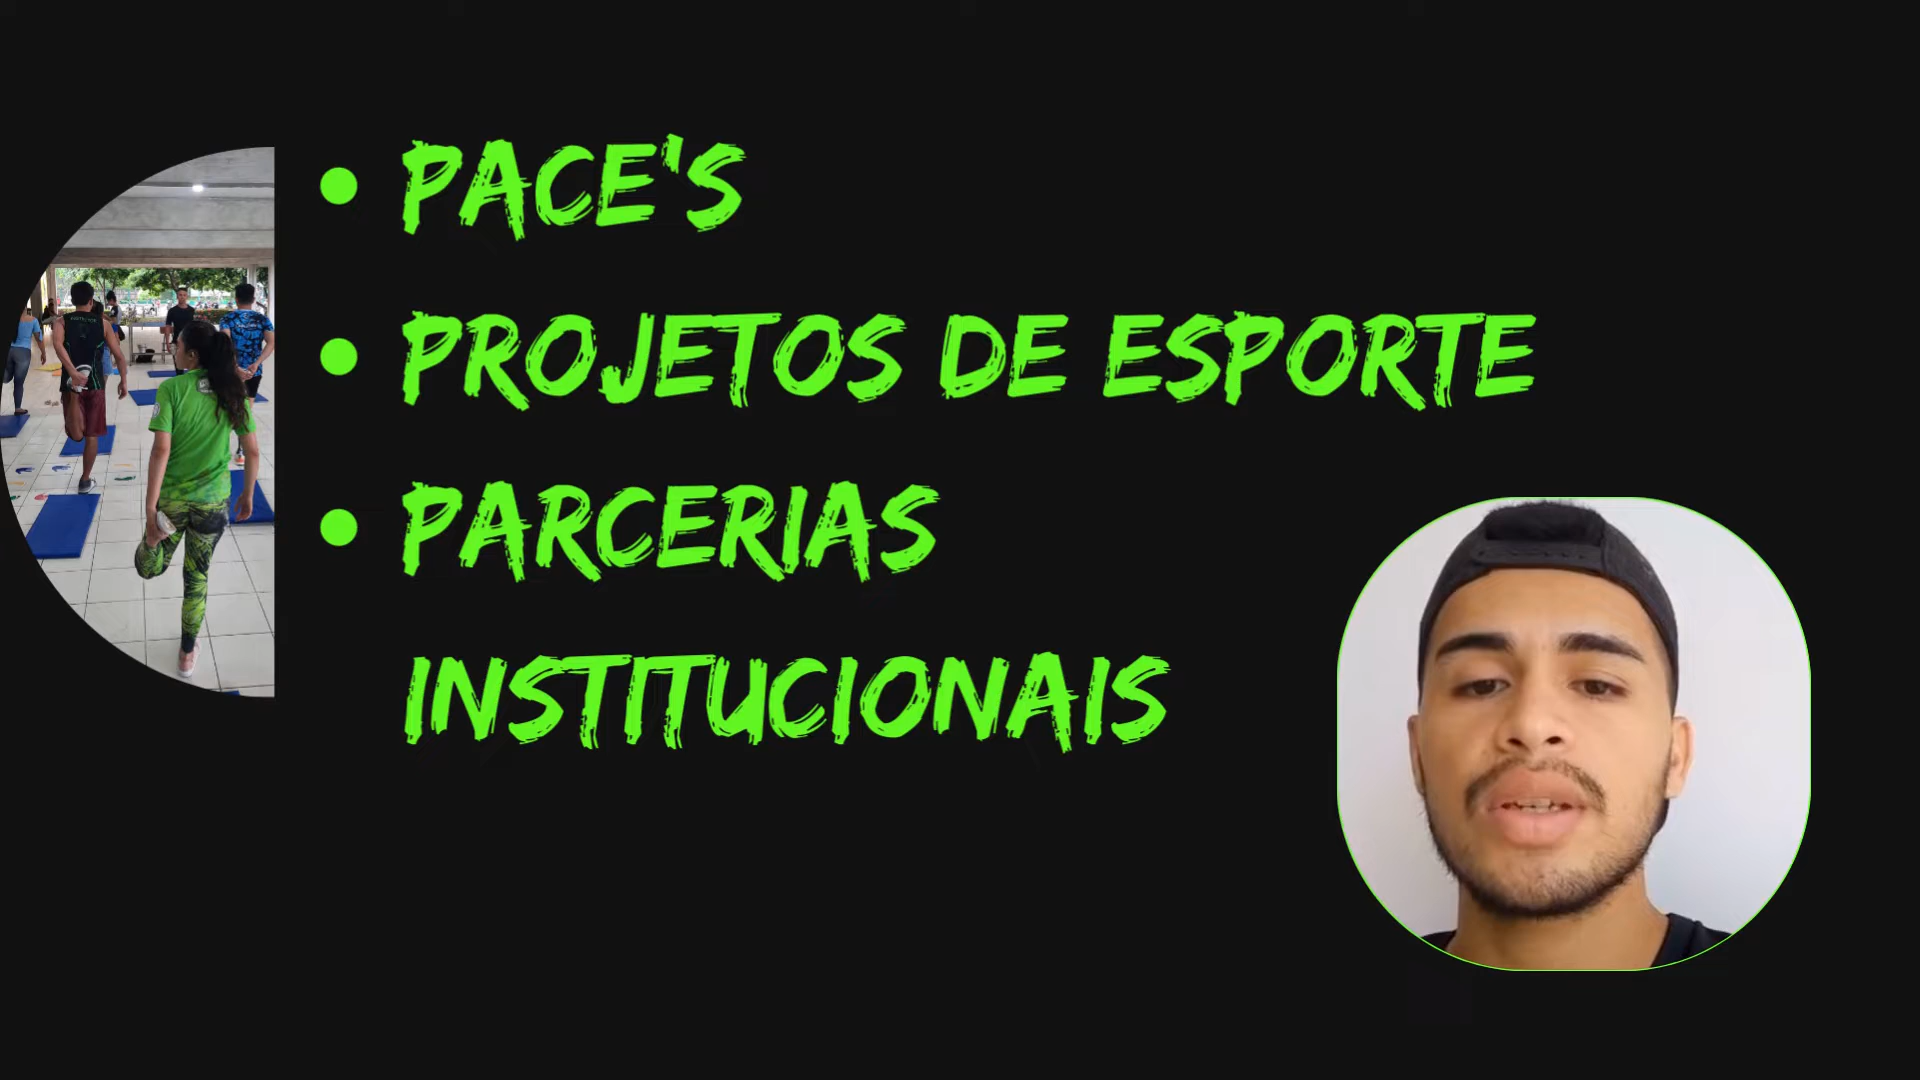 PACE'S
PROJETOS DE ESPORTE
PARCERIAS
INSTITUCIONAIS